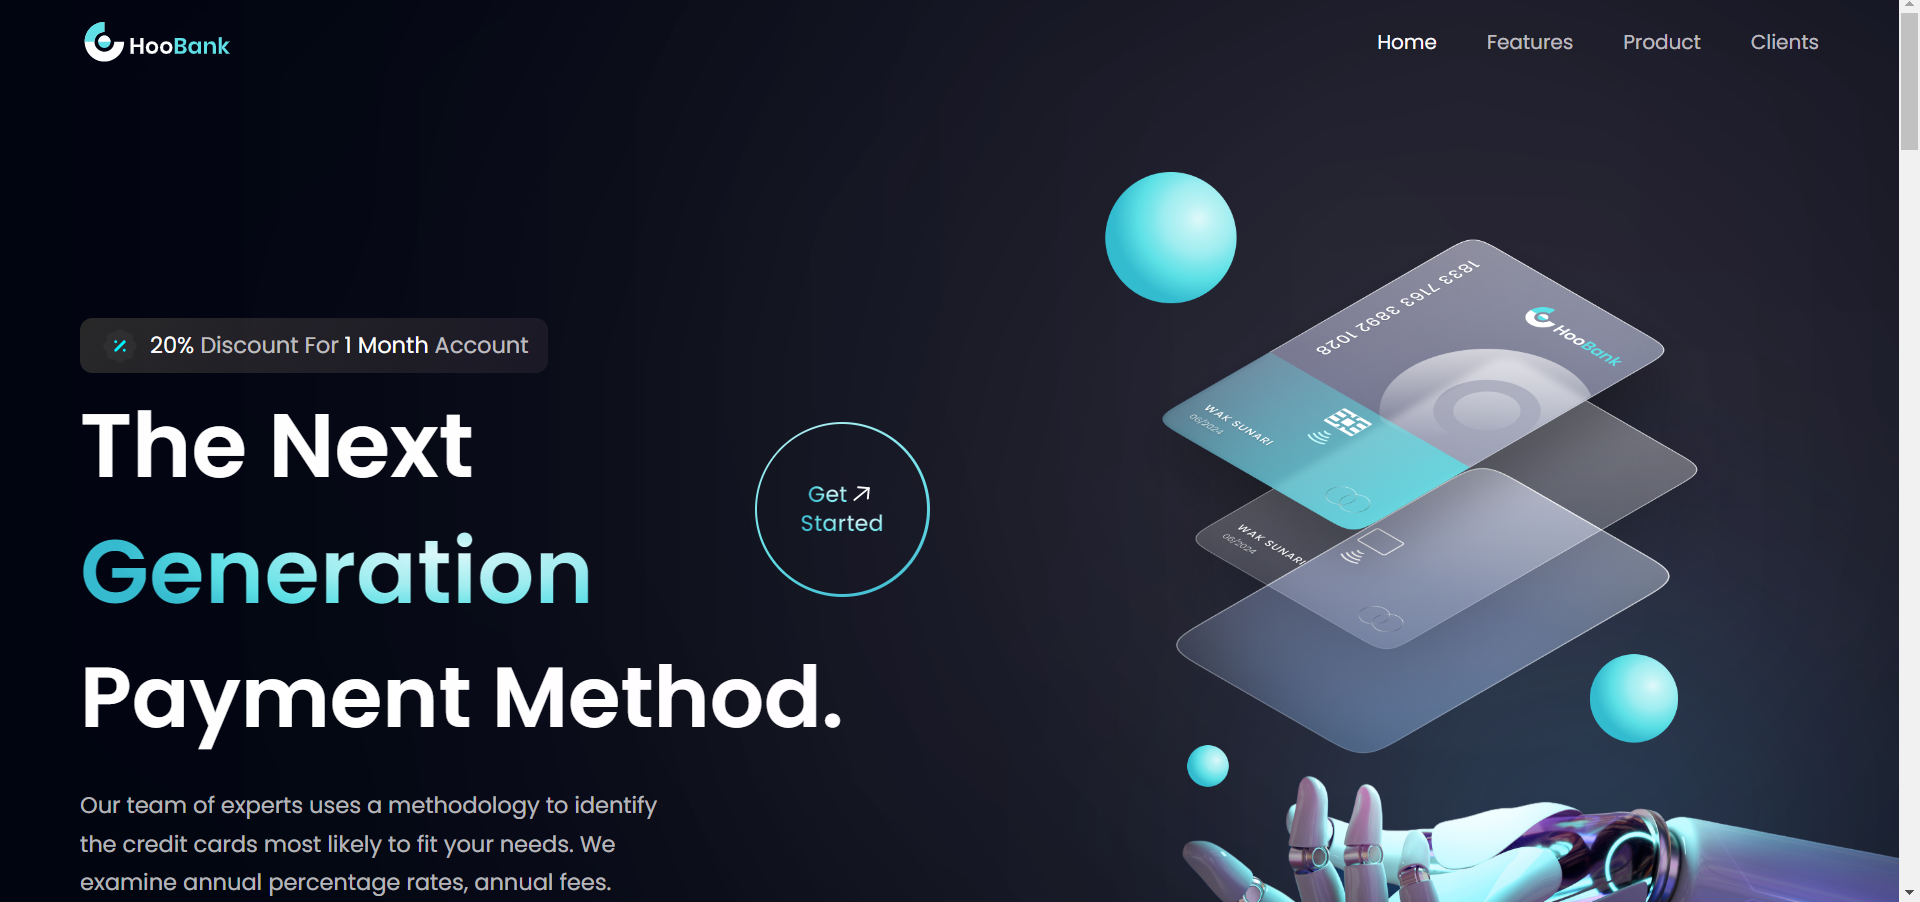 HooBank
Home Features Product Clients
20% Discount For 1 Month Account
The Next
Generation
Payment Method.
Get
Started
Our team of experts uses a methodology to identify
the credit cards most likely to fit your needs. We
examine annual percentage rates, annual fees.
1833 7163 3892 1028
HooBank
WAK SUNARI
06/2024
WAK SUNARI
06/2024